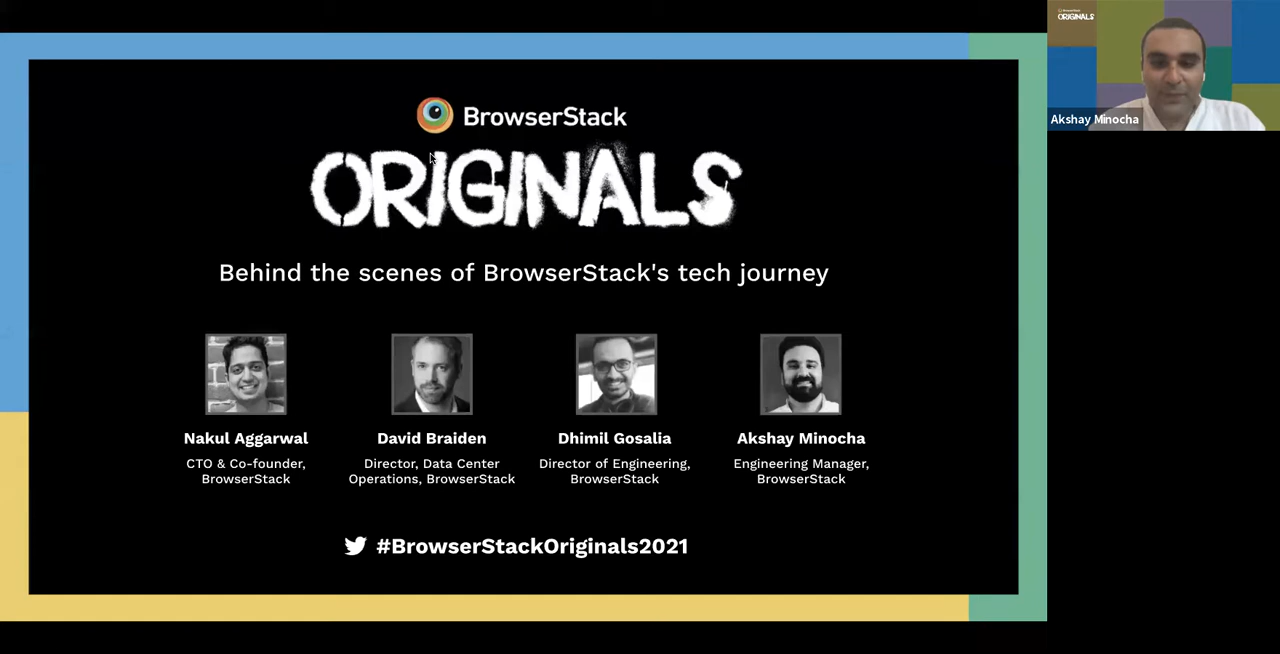 BrowserStack
ORIGINALS
Behind the scenes of BrowserStack's tech journey
Nakul Aggarwal
CTO & Co-founder,
BrowserStack
David Braiden
Director, Data Center
Operations, BrowserStack
Dhimil Gosalia
Director of Engineering,
BrowserStack
Akshay Minocha
Engineering Manager,
BrowserStack
#BrowserStackOriginals2021
BrowserStack
ORIGINALS
Akshay Minocha